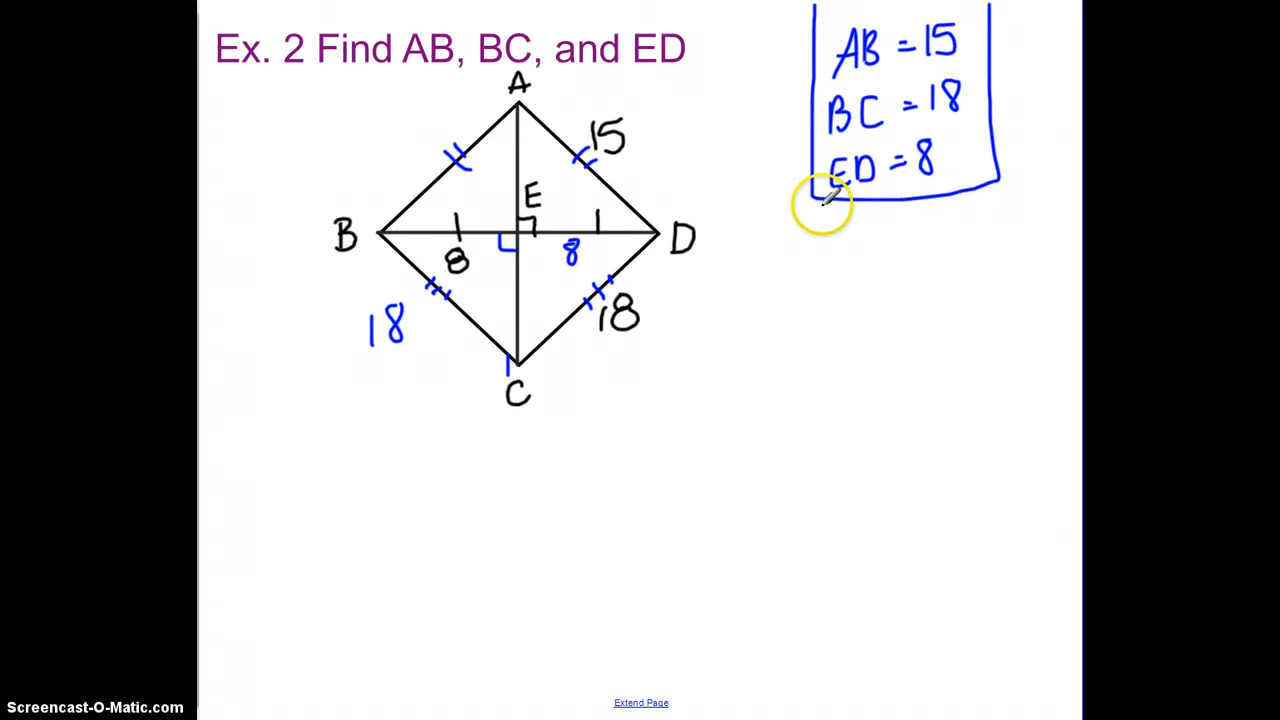 Ex. 2 Find AB, BC, and ED
AB = 15
BC = 18
ED = 8
A
15
E
B
8
8
D
18
18
C
Extend Page
Screencast-O-Matic.com